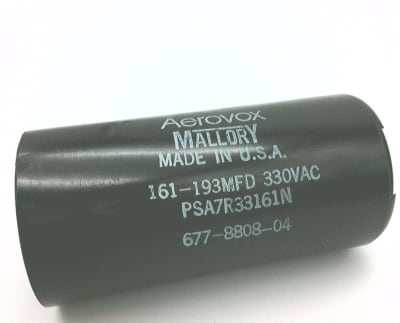 Aerovox
MALLORY
MADE IN U.S.A.
161-193MFD 330VAC
PSA7R33161N
677-8808-04